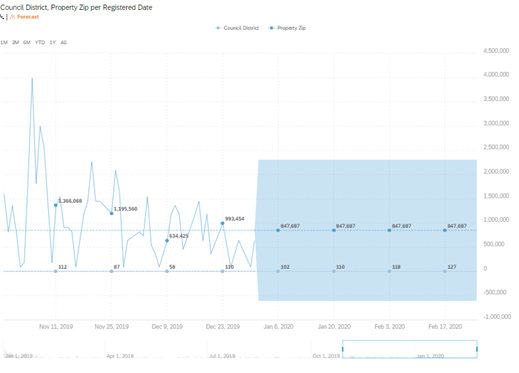 Council District, Property Zip per Registered Date
Forecast
Council District Property Zip
1M 3M 6M YTD 1Y All
4,500,000
4,000,000
3,500,000
3,000,000
2,500,000
2,000,000
1,500,000
1,000,000
500,000
0
-500,000
-1,000,000
1,366,068
1,195,560
634,425
993,454
847,687
847,687
847,687
847,687
112
87
58
110
102
110
118
127
Nov 11, 2019
Nov 25, 2019
Dec 9, 2019
Dec 23, 2019
Jan 6, 2020
Jan 20, 2020
Feb 3, 2020
Feb 17, 2020
Jan 1, 2019
Apr 1, 2019
Jul 1, 2019
Oct 1, 2019
Jan 1, 2020